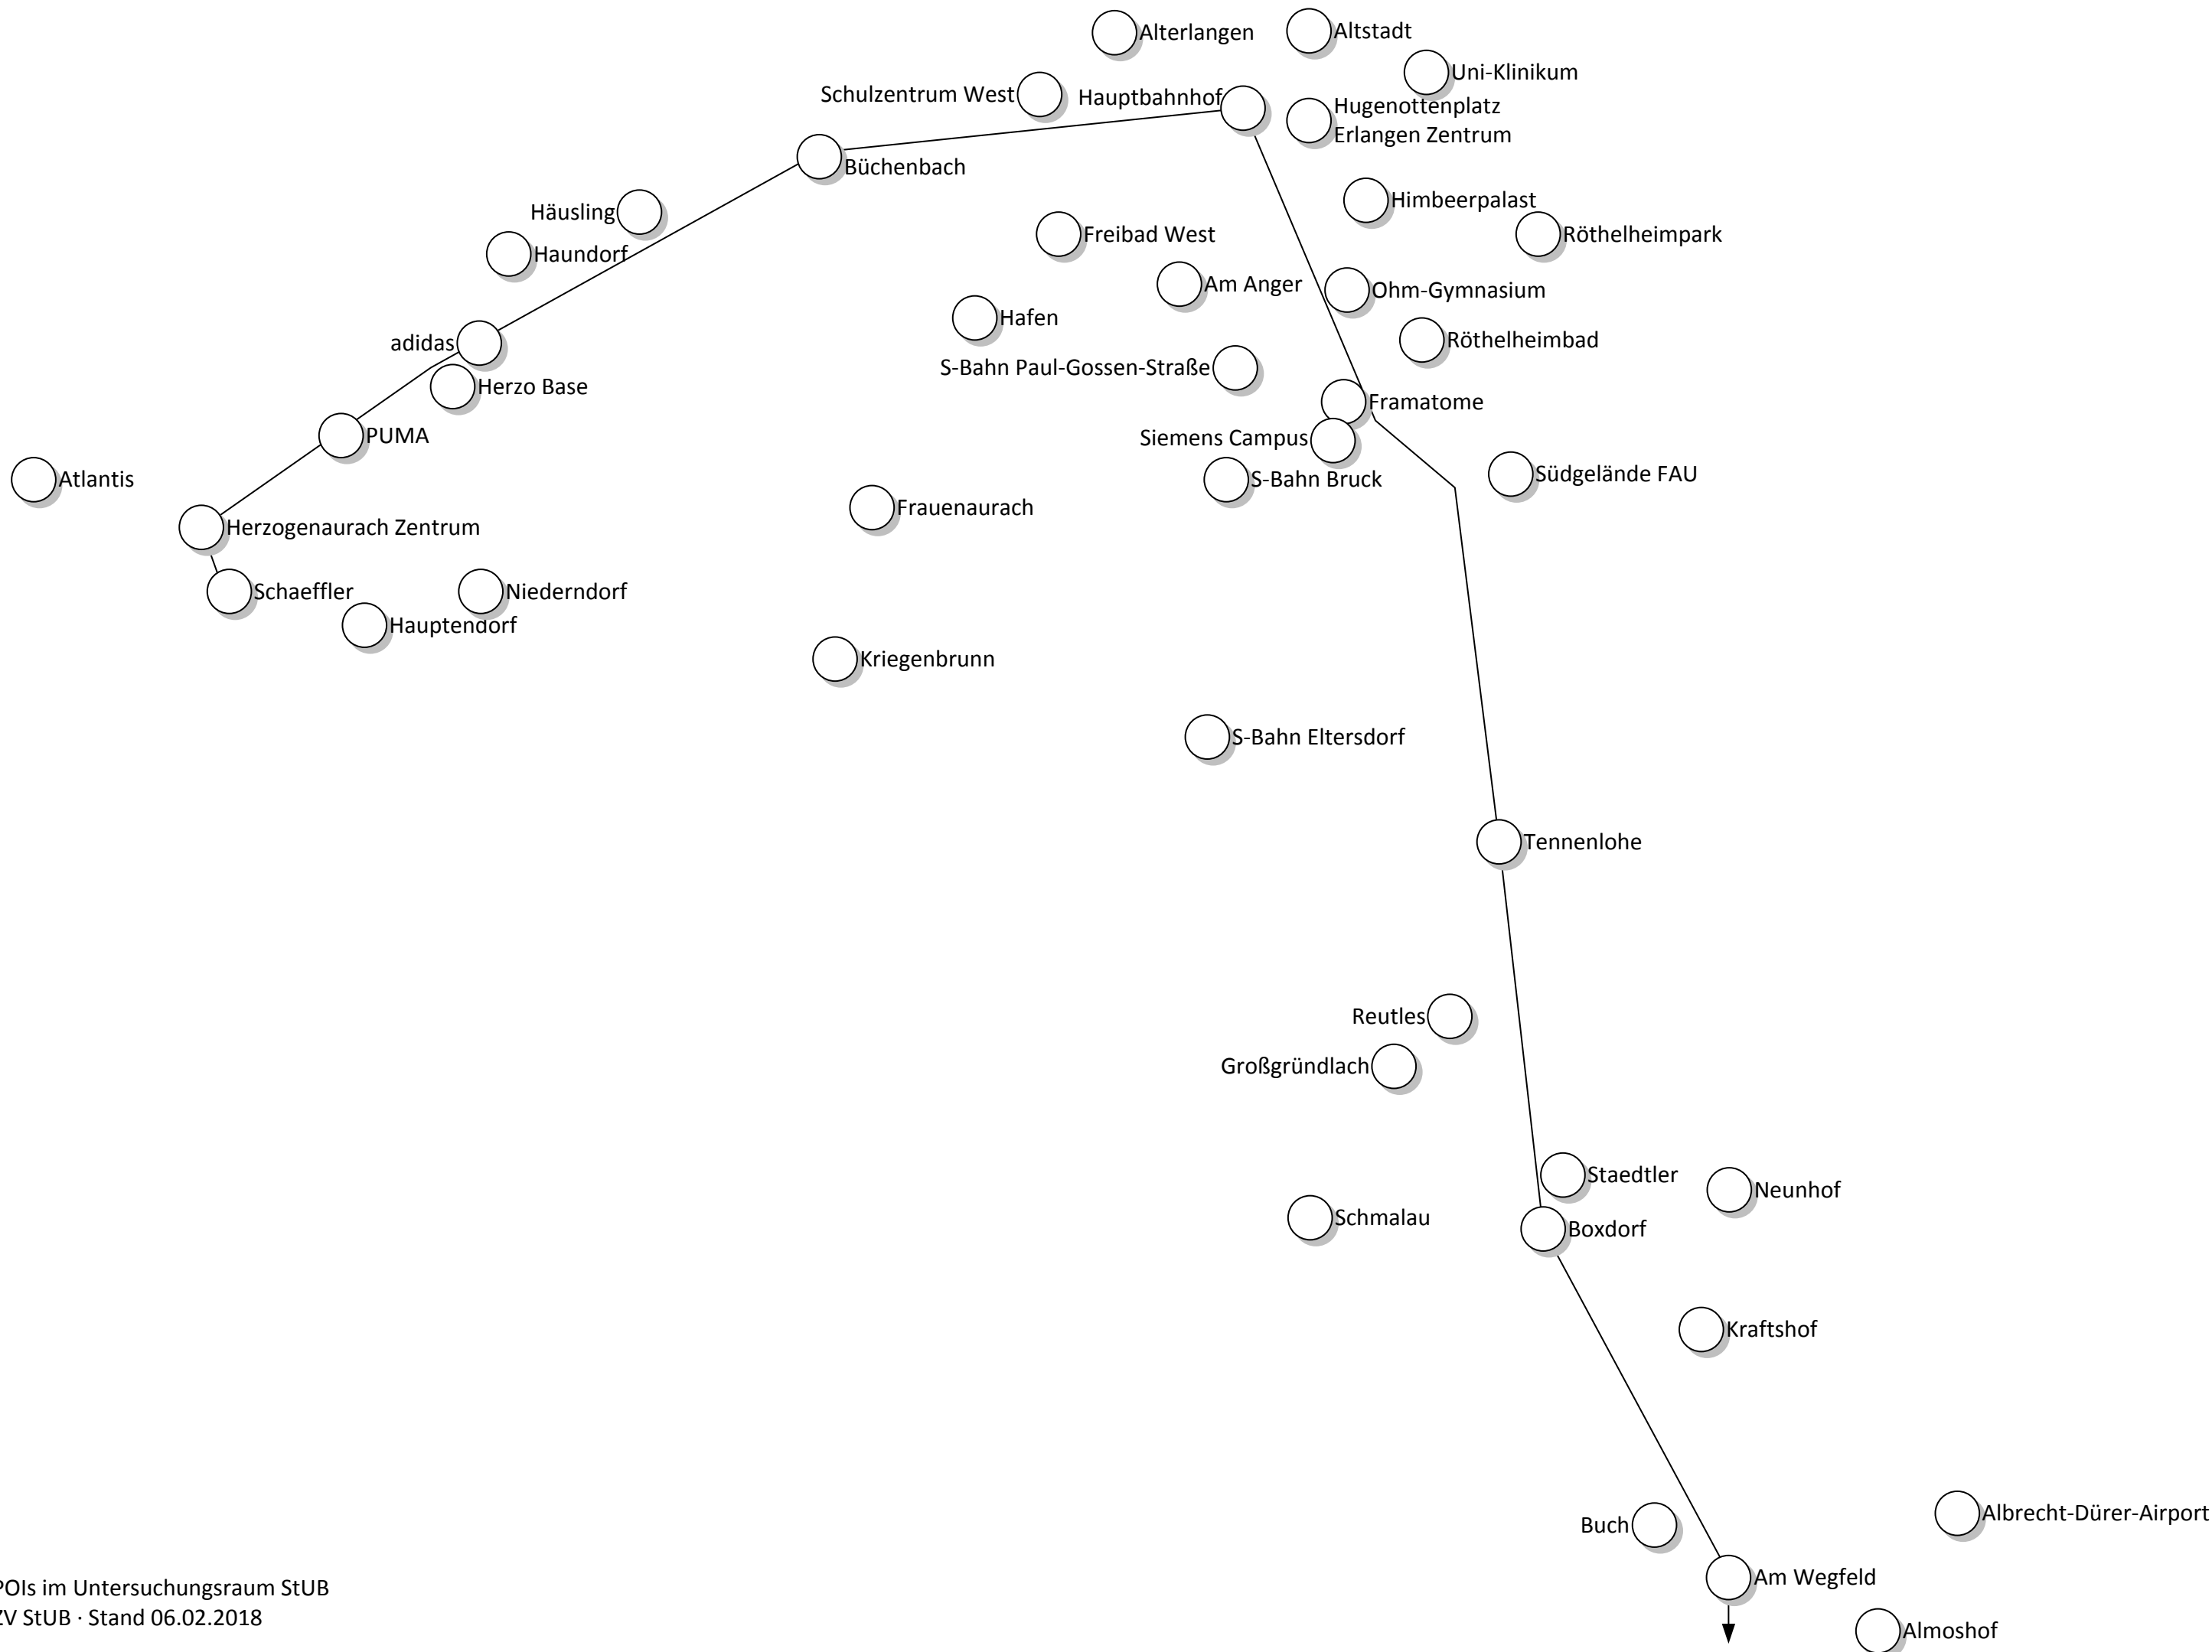 Alterlangen
Altstadt
Uni-Klinikum
Schulzentrum West
Hauptbahnhof
Hugenottenplatz
Erlangen Zentrum
Büchenbach
Häusling
Himbeerpalast
Haundorf
Freibad West
Röthelheimpark
Am Anger
Ohm-Gymnasium
Hafen
adidas
Röthelheimbad
S-Bahn Paul-Gossen-Straße
Herzo Base
Framatome
PUMA
Siemens Campus
Atlantis
S-Bahn Bruck
Südgelände FAU
Frauenaurach
Herzogenaurach Zentrum
Schaeffler
Niederndorf
Hauptendorf
Kriegenbrunn
S-Bahn Eltersdorf
Tennenlohe
Reutles
Großgründlach
Staedtler
Neunhof
Schmalau
Boxdorf
Kraftshof
Albrecht-Dürer-Airport
Buch
Am Wegfeld
POIs im Untersuchungsraum StUB
ZV StUB · Stand 06.02.2018
Almoshof